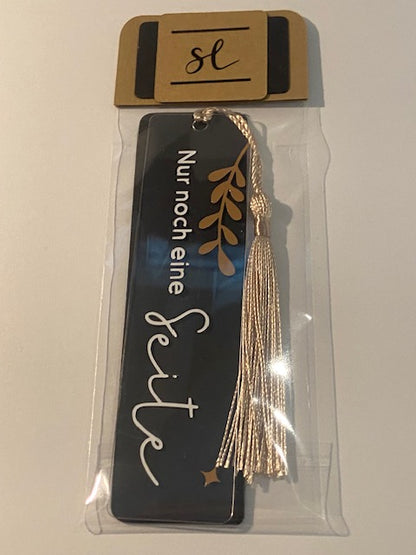 sl
Nur noch eine
Seite